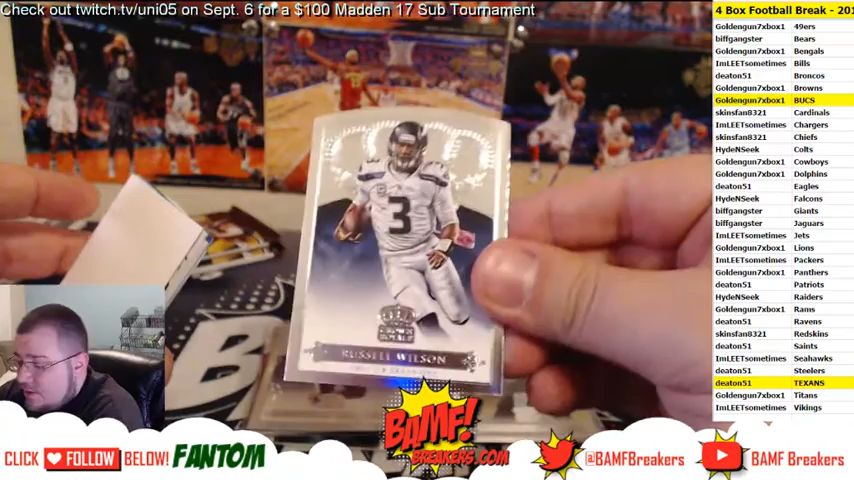 Check out twitch.tv/uni05 on Sept. 6 for a $100 Madden 17 Sub Tournament
4 Box Football Break - 201
Goldengun7xbox1 49ers
biffgangster Bears
Goldengun7xbox1 Bengals
ImLEETsometimes Bills
deaton51 Broncos
Goldengun7xbox1 Browns
Goldengun7xbox1 BUCS
skinsfan8321 Cardinals
ImLEETsometimes Chargers
skinsfan8321 Chiefs
HydeNSeek Colts
Goldengun7xbox1 Cowboys
Goldengun7xbox1 Dolphins
deaton51 Eagles
HydeNSeek Falcons
biffgangster Giants
biffgangster Jaguars
ImLEETsometimes Jets
Goldengun7xbox1 Lions
ImLEETsometimes Packers
Goldengun7xbox1 Panthers
deaton51 Patriots
HydeNSeek Raiders
Goldengun7xbox1 Rams
deaton51 Ravens
skinsfan8321 Redskins
deaton51 Saints
ImLEETsometimes Seahawks
deaton51 Steelers
deaton51 TEXANS
Goldengun7xbox1 Titans
ImLEETsometimes Vikings
3
CROWN
ROYALE
RUSSELL WILSON
B
BAMF!
BREAKERS.COM
CLICK FOLLOW BELOW! FANTOM
@BAMFBreakers
BAMF Breakers